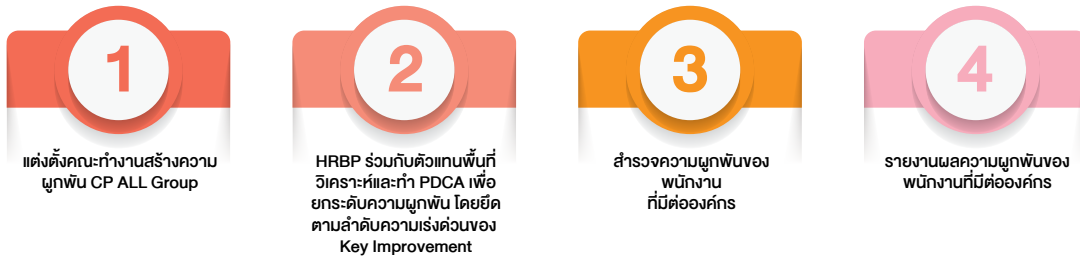 1
แต่งตั้งคณะทำงานสร้างความ
ผูกพัน CP ALL Group
2
HRBP ร่วมกับตัวแทนพื้นที่
วิเคราะห์และทำ PDCA เพื่อ
ยกระดับความผูกพัน โดยยึด
ตามลำดับความเร่งด่วนของ
Key Improvement
3
สำรวจความผูกพันของ
พนักงาน
ที่มีต่อองค์กร
4
รายงานผลความผูกพันของ
พนักงานที่มีต่อองค์กร